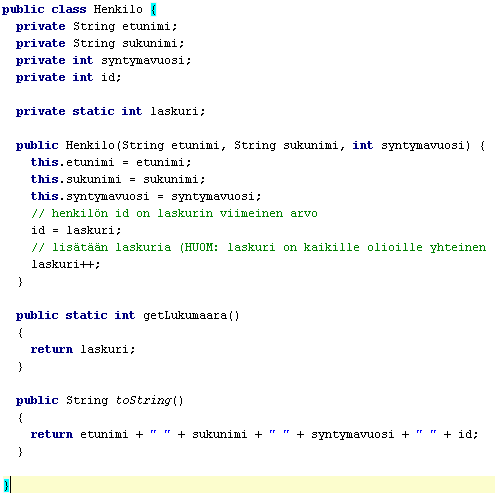 public class Henkilo {
private String etunimi;
private String sukunimi;
private int syntymavuosi;
private int id;
private static int laskuri;
public Henkilo(String etunimi, String sukunimi, int syntymavuosi) {
this.etunimi = etunimi;
this.sukunimi = sukunimi;
this.syntymavuosi = syntymavuosi;
// henkilön id on laskurin viimeinen arvo
id = laskuri;
// lisätään laskuria (HUOM: laskuri on kaikille olioille yhteinen
laskuri++;
}
public static int getLukumaara()
{
return laskuri;
}
public String toString()
{
return etunimi + " " + sukunimi + " " + syntymavuosi + " " + id;
}
}